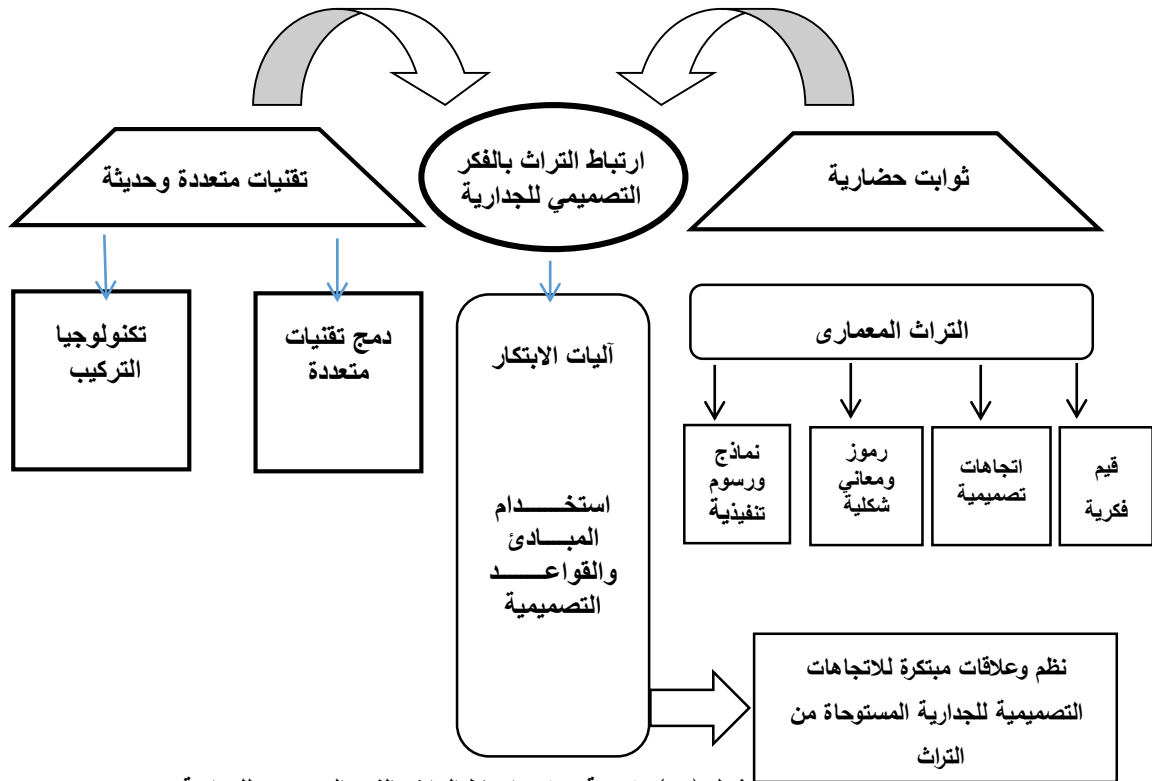 ثوابت حضارية
ارتباط التراث بالفكر
التصميمي للجدارية
تقنيات متعددة وحديثة
التراث المعمارى
قيم
فكرية
اتجاهات
تصميمية
رموز
ومعاني
شكلية
نماذج
ورسوم
تنفيذية
آليات الابتكار
استخـــــدام
المبـــادئ
والقواعـــــد
التصميمية
دمج تقنيات
متعددة
تكنولوجيا
التركيب
نظم وعلاقات مبتكرة للاتجاهات
التصميمية للجدارية المستوحاة من
التراث